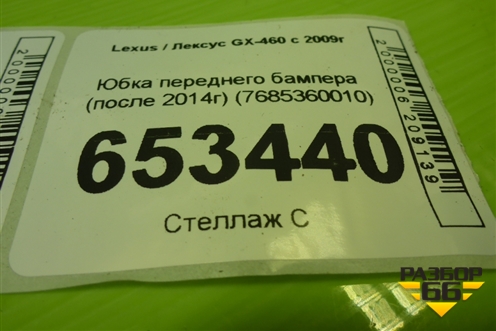 Lexus / Лексус GX-460 с 2009г
Юбка переднего бампера
(после 2014г) (7685360010)
653440
Стеллаж С
2000006209139
РАЗБОР
66